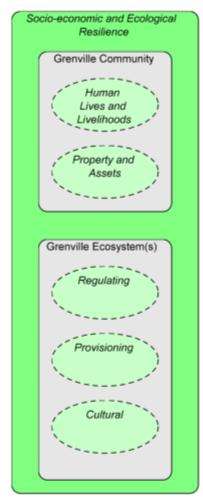 Socio-economic and Ecological
Resilience
Grenville Community
Human
Lives and
Livelihoods
Property and
Assets
Grenville Ecosystem(s)
Regulating
Provisioning
Cultural